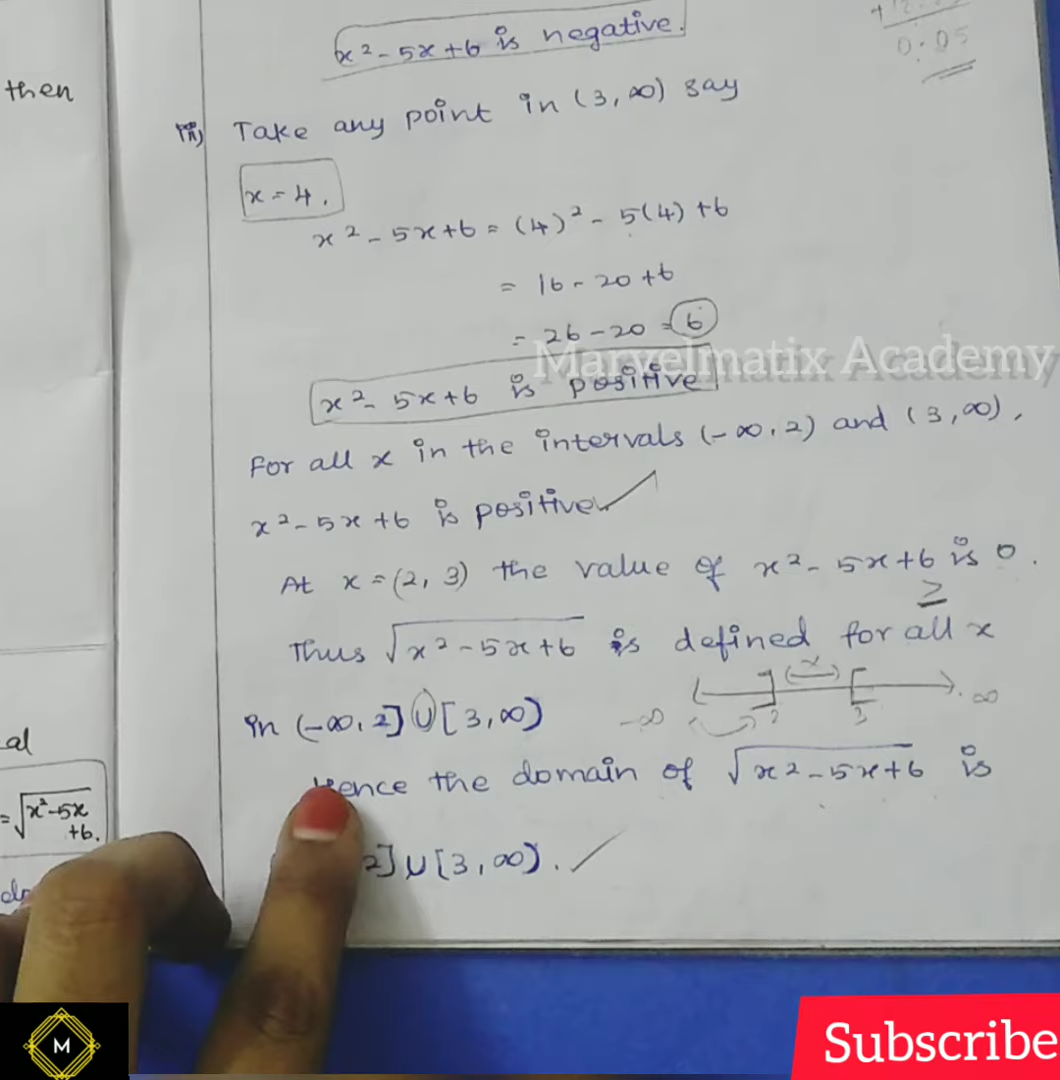 x² - 5x + 6 is negative.
0.05
then
iii) Take any point in (3, ∞) say
x = 4.
x² - 5x + 6 = (4)² - 5(4) + 6
= 16 - 20 + 6
= 26 - 20 = 6
Marvelmatix Academy
x² - 5x + 6 is positive
For all x in the intervals (-∞, 2) and (3, ∞),
x² - 5x + 6 is positive ✓
At x = (2, 3) the value of x² - 5x + 6 is 0.
≥
Thus √x² - 5x + 6 is defined for all x
in (-∞, 2] ∪ [3, ∞)
-∞ 2 x 3 ∞
al
Hence the domain of √x² - 5x + 6 is
= √x² - 5x
+6.
2] ∪ [3, ∞). ✓
M
Subscribe